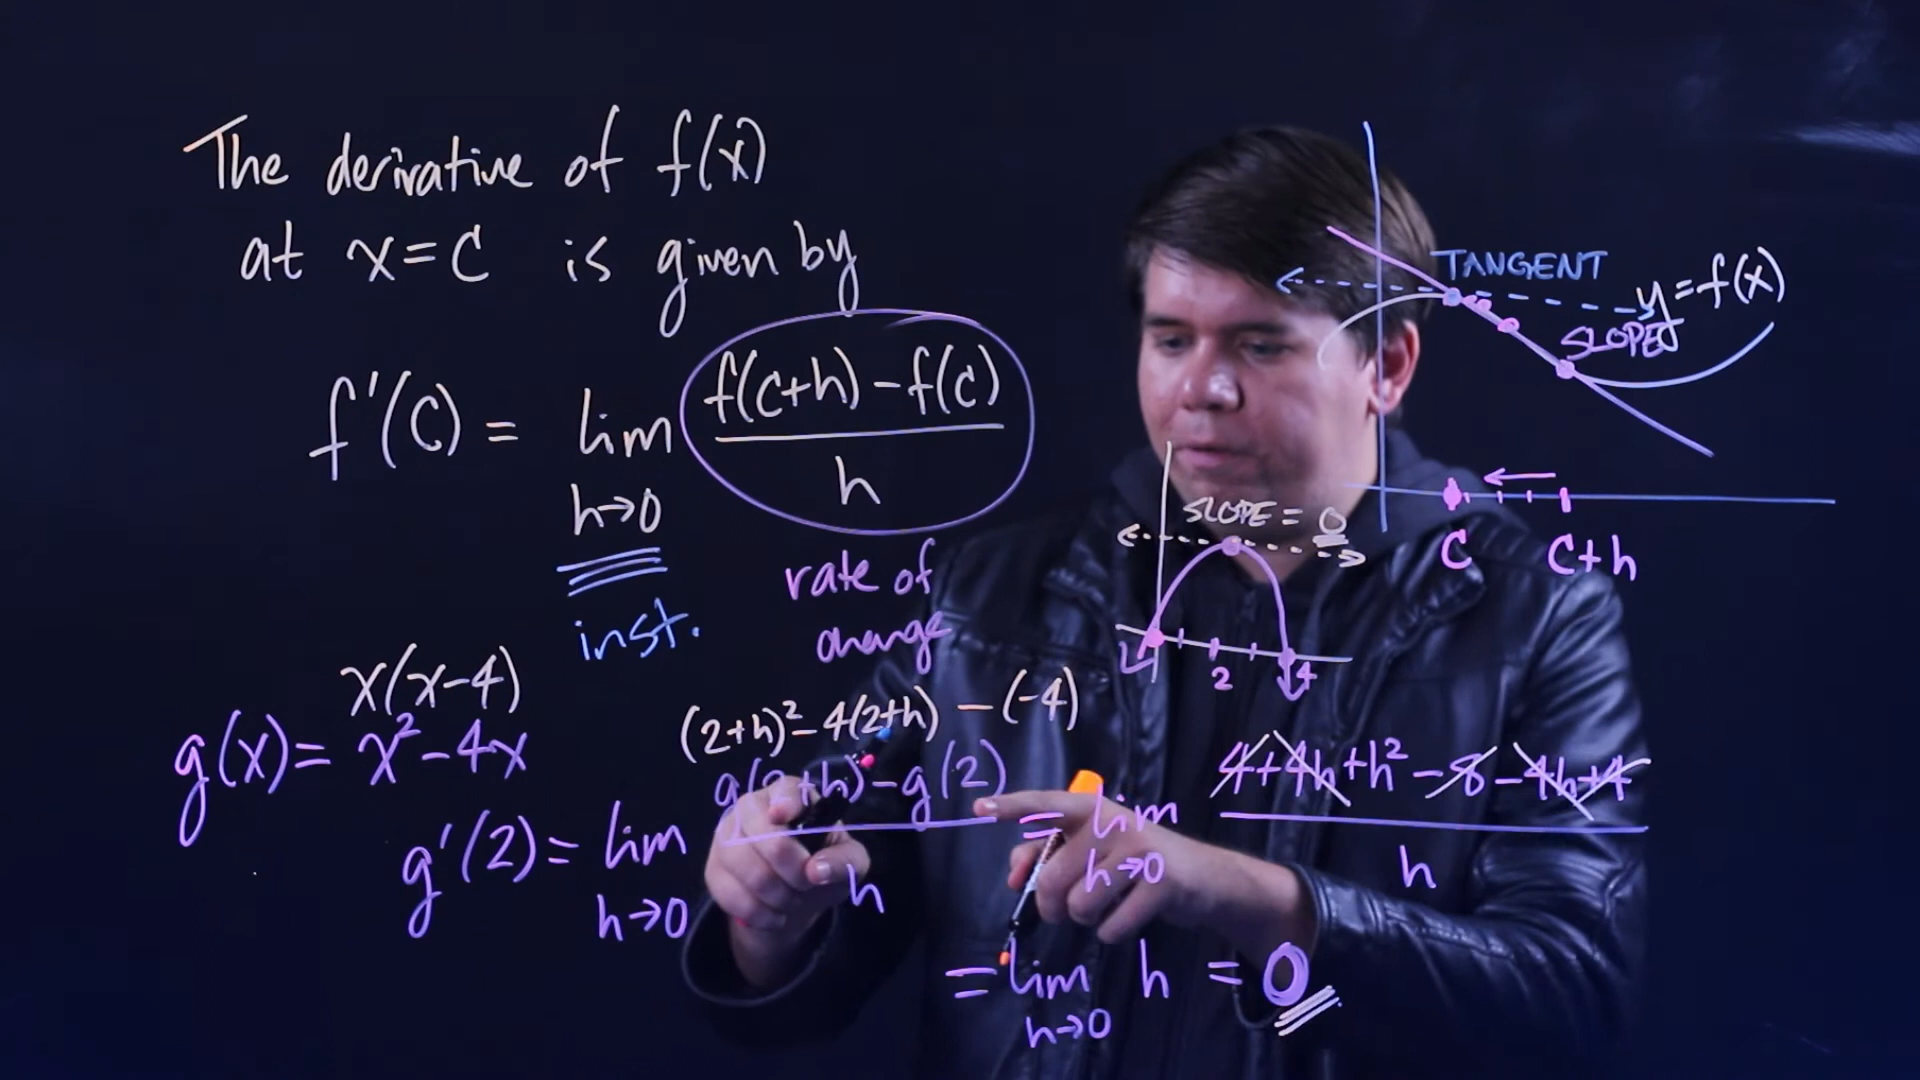 The derivative of f(x)
at x=c is given by
f'(c) = lim h→0 f(c+h) - f(c) / h
inst.
rate of
change
TANGENT
y=f(x)
SLOPE
c c+h
SLOPE = 0
2 4
x(x-4)
g(x) = x²-4x
(2+h)²-4(2+h) - (-4)
g'(2) = lim h→0 g(2+h)-g(2) / h = lim h→0 4+4h+h²-8-4h+4 / h
= lim h→0 h = 0